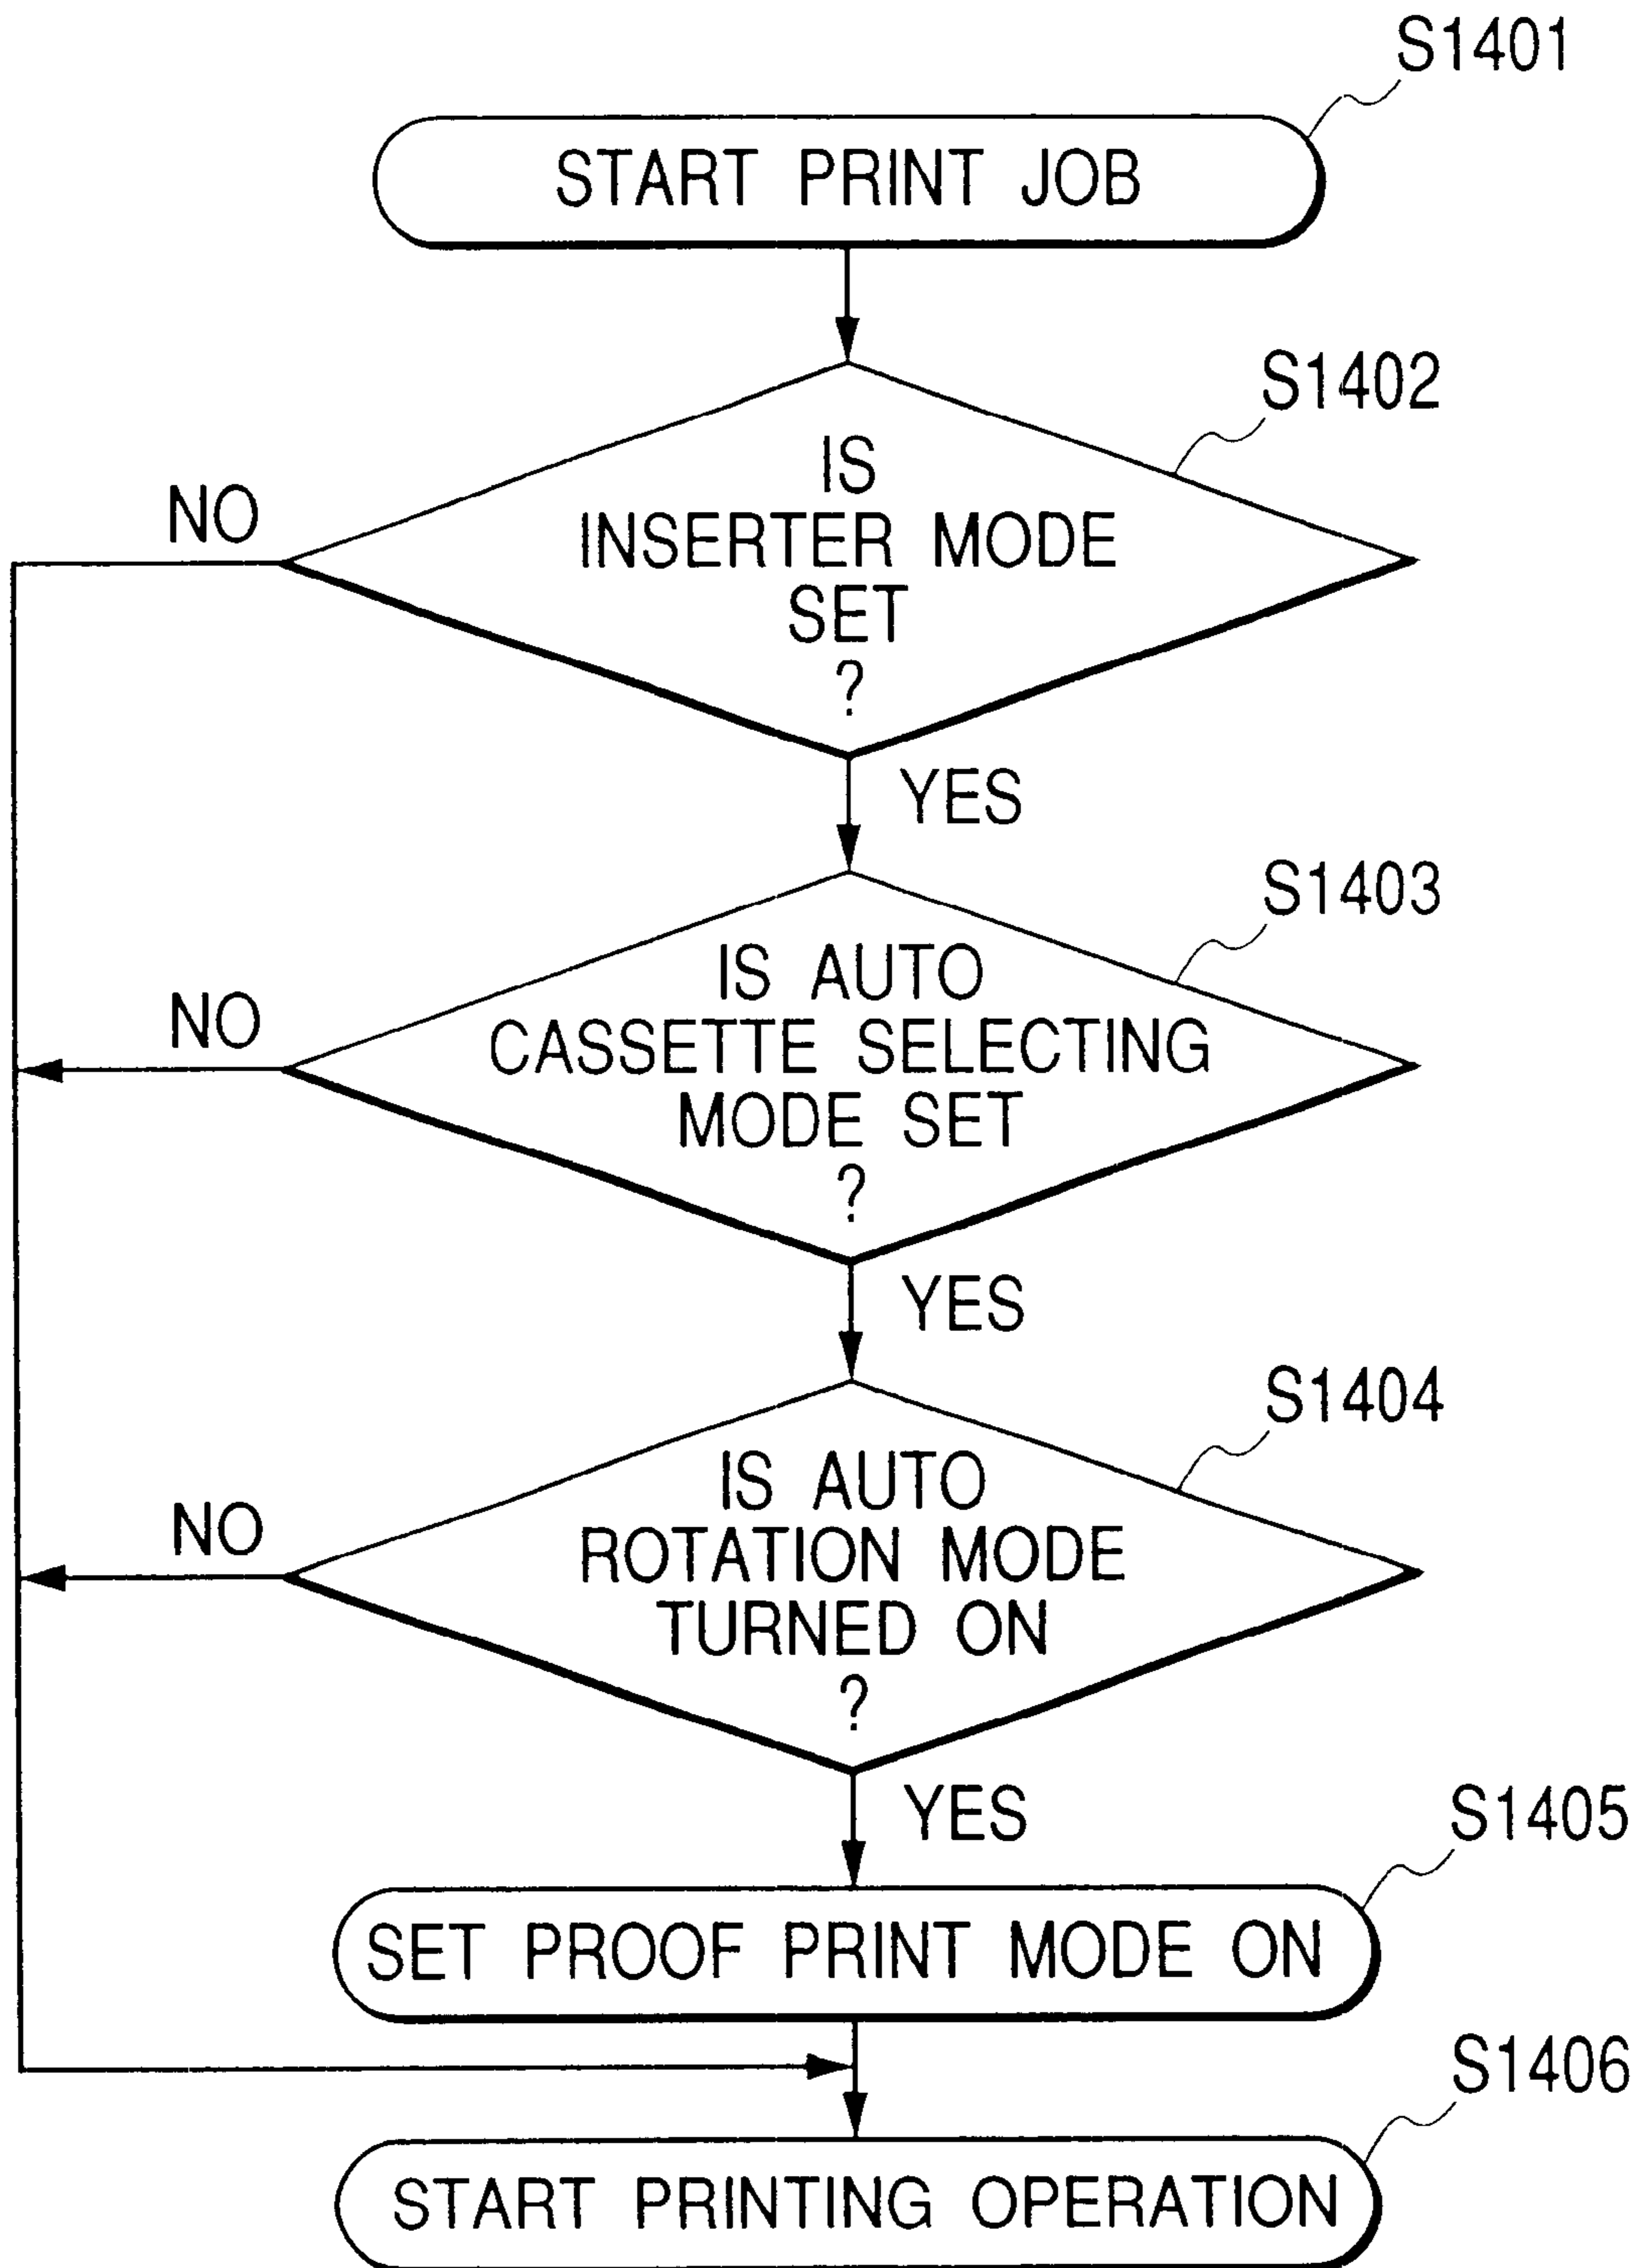 S1401
START PRINT JOB
S1402
IS
INSERTER MODE
SET
?
NO
YES
S1403
IS AUTO
CASSETTE SELECTING
MODE SET
?
NO
YES
S1404
IS AUTO
ROTATION MODE
TURNED ON
?
NO
YES
S1405
SET PROOF PRINT MODE ON
S1406
START PRINTING OPERATION